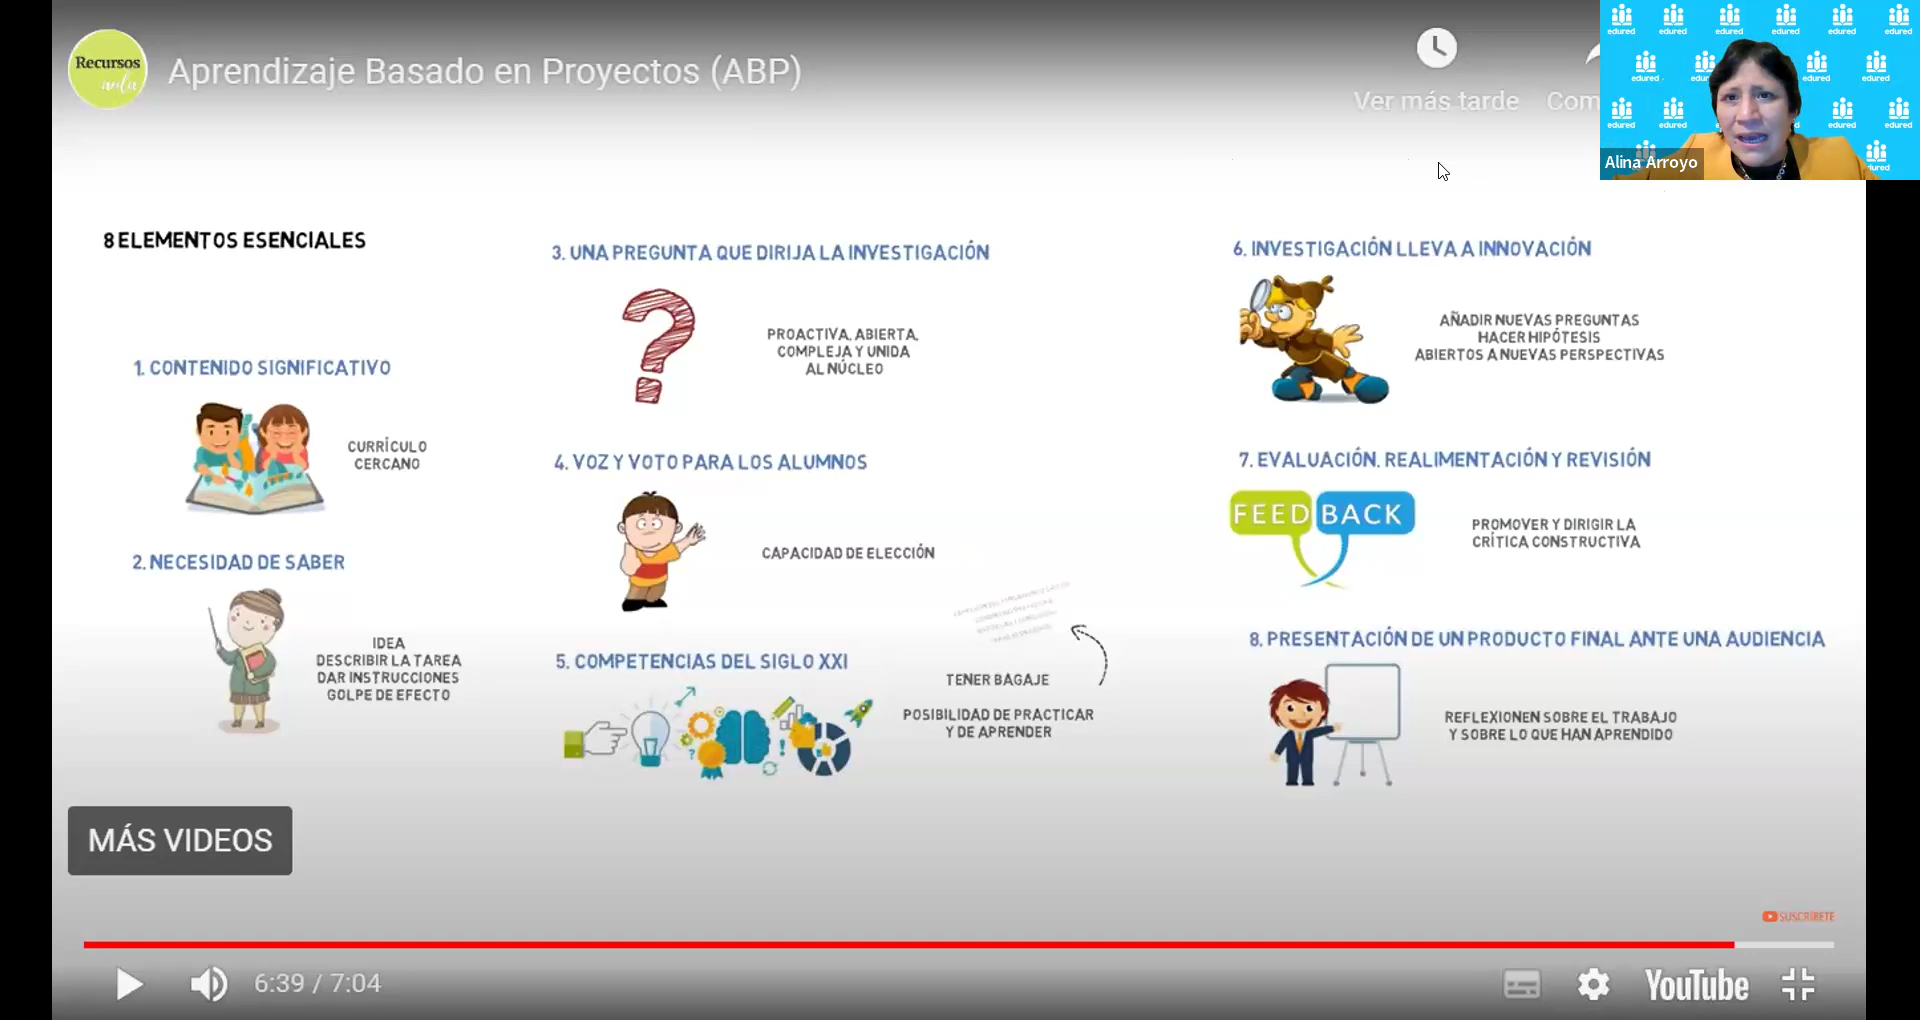 Recursos
aula
Aprendizaje Basado en Proyectos (ABP)
Ver más tarde
Com
edured
Alina Arroyo
8 ELEMENTOS ESENCIALES
1. CONTENIDO SIGNIFICATIVO
CURRÍCULO
CERCANO
2. NECESIDAD DE SABER
IDEA
DESCRIBIR LA TAREA
DAR INSTRUCCIONES
GOLPE DE EFECTO
3. UNA PREGUNTA QUE DIRIJA LA INVESTIGACIÓN
PROACTIVA, ABIERTA,
COMPLEJA Y UNIDA
AL NÚCLEO
4. VOZ Y VOTO PARA LOS ALUMNOS
CAPACIDAD DE ELECCIÓN
5. COMPETENCIAS DEL SIGLO XXI
TENER BAGAJE
POSIBILIDAD DE PRACTICAR
Y DE APRENDER
6. INVESTIGACIÓN LLEVA A INNOVACIÓN
AÑADIR NUEVAS PREGUNTAS
HACER HIPÓTESIS
ABIERTOS A NUEVAS PERSPECTIVAS
7. EVALUACIÓN. REALIMENTACIÓN Y REVISIÓN
FEED BACK
PROMOVER Y DIRIGIR LA
CRÍTICA CONSTRUCTIVA
8. PRESENTACIÓN DE UN PRODUCTO FINAL ANTE UNA AUDIENCIA
REFLEXIONEN SOBRE EL TRABAJO
Y SOBRE LO QUE HAN APRENDIDO
MÁS VIDEOS
SUSCRÍBETE
6:39 / 7:04
YouTube